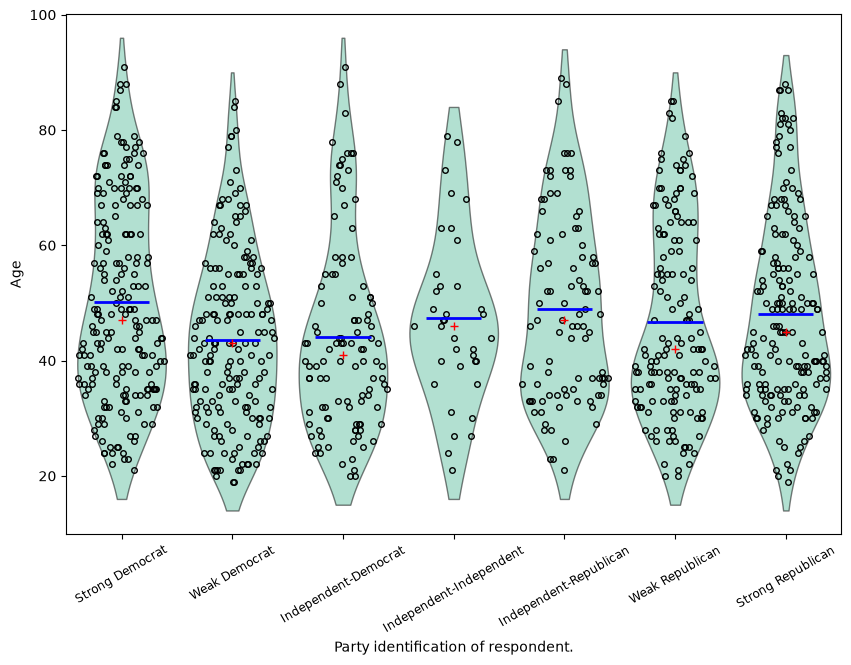 100
80
60
40
20
Age
Strong Democrat
Weak Democrat
Independent-Democrat
Independent-Independent
Independent-Republican
Weak Republican
Strong Republican
Party identification of respondent.